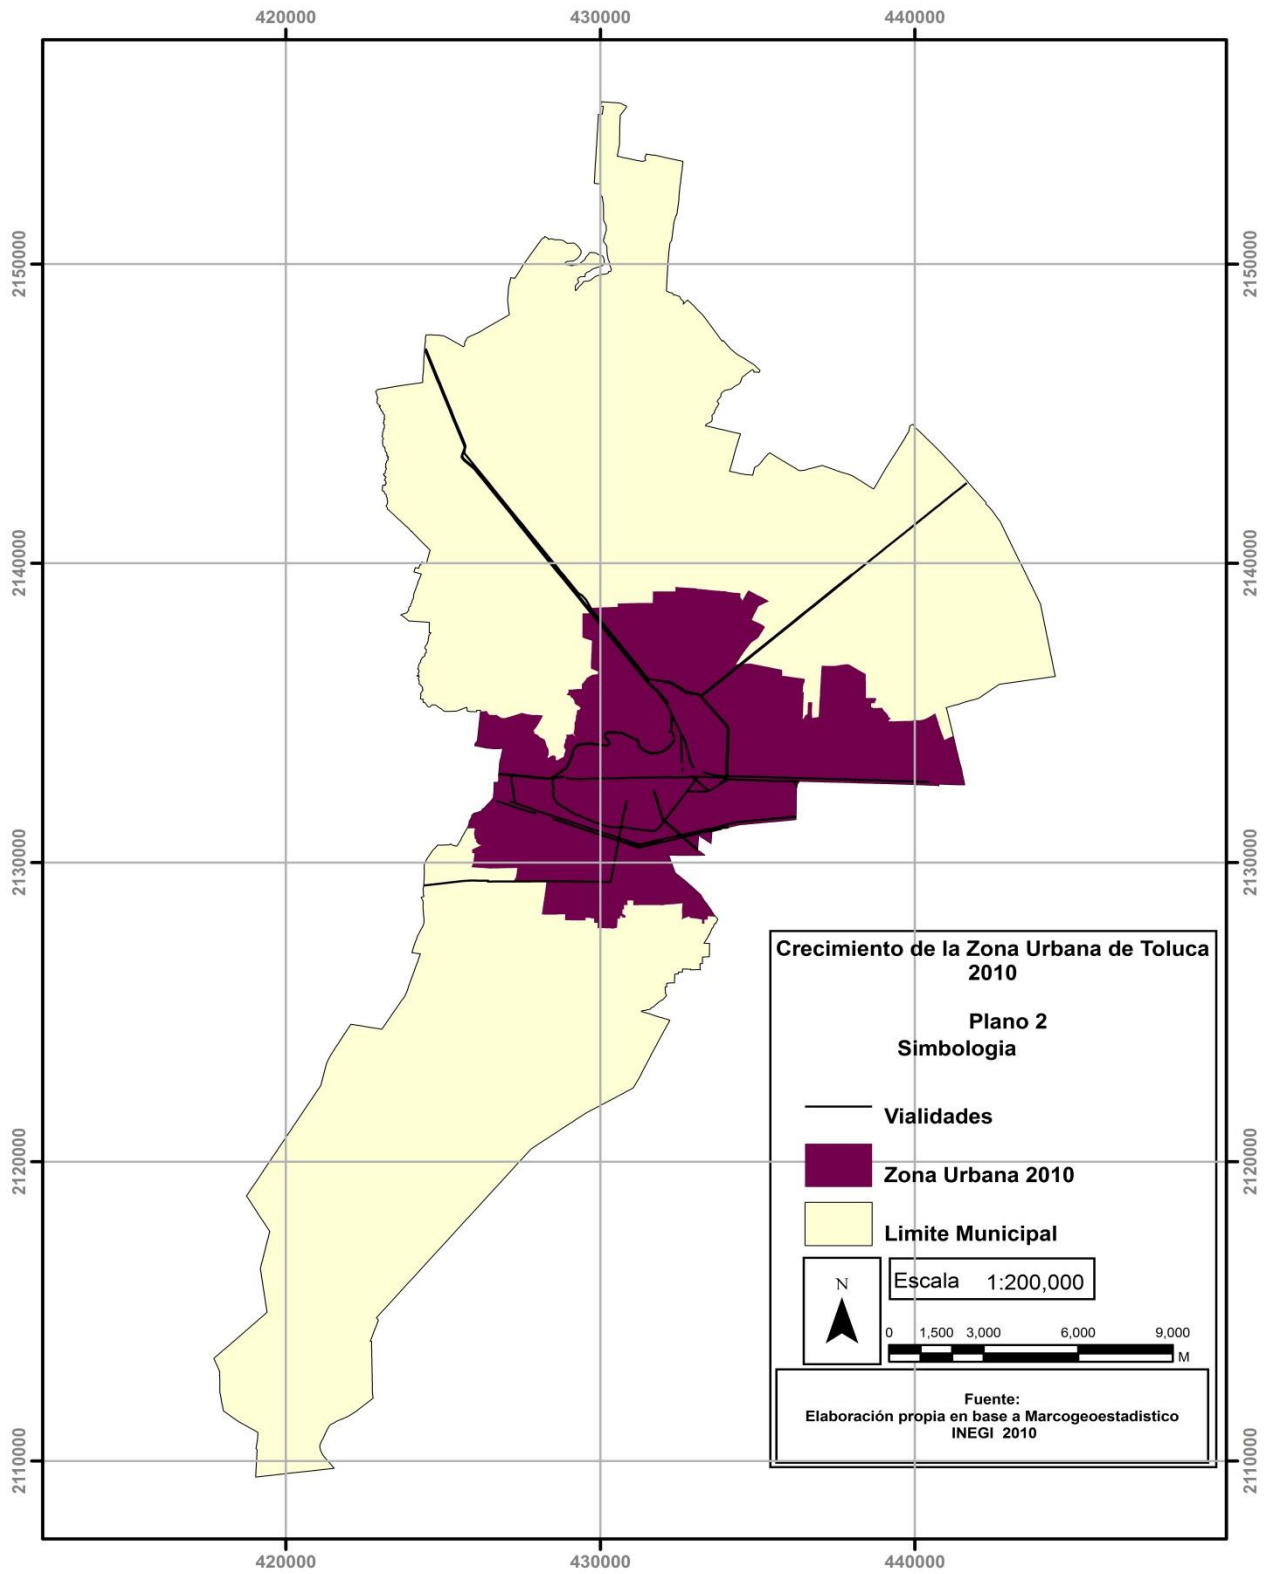 420000 430000 440000
2150000 2150000
2140000 2140000
2130000 2130000
Crecimiento de la Zona Urbana de Toluca
2010
Plano 2
Simbologia
Vialidades
2120000 2120000
Zona Urbana 2010
Limite Municipal
N
Escala 1:200,000
0 1,500 3,000 6,000 9,000
M
Fuente:
Elaboración propia en base a Marcogeoestadistico
INEGI 2010
2110000 2110000
420000 430000 440000